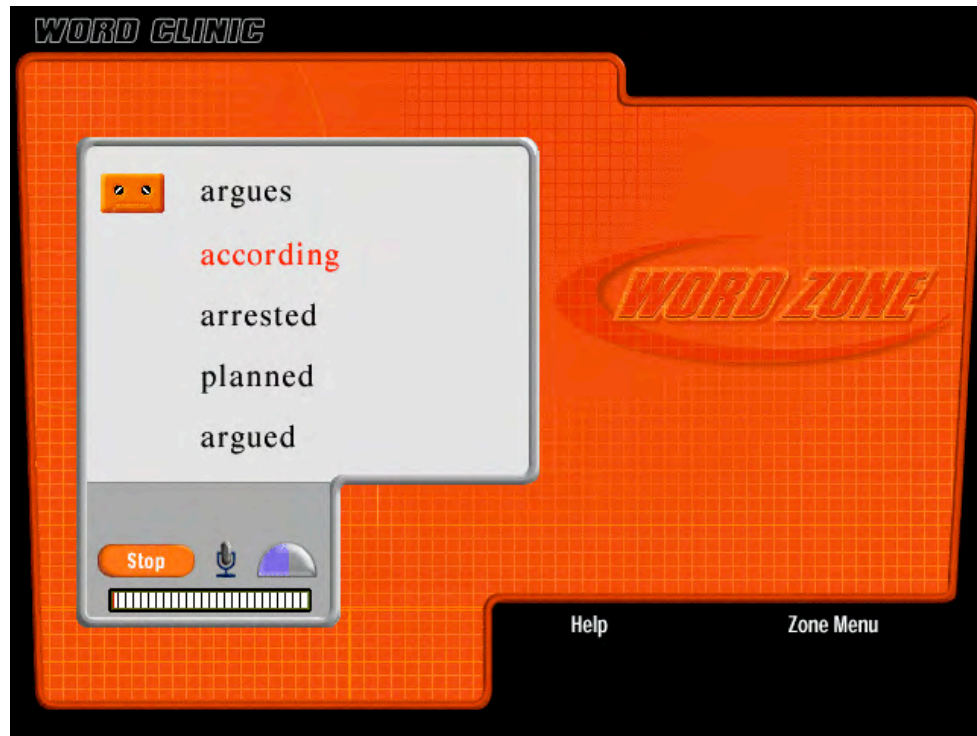 WORD CLINIC
argues
according
arrested
planned
argued
WORD ZONE
Stop
Help Zone Menu